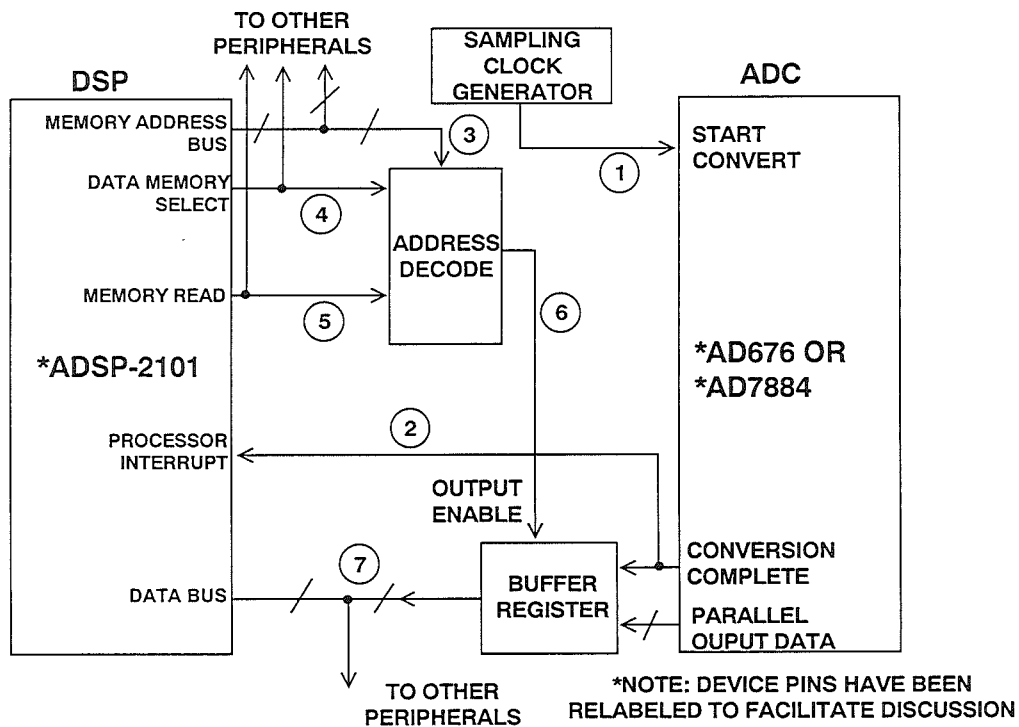 TO OTHER
PERIPHERALS
SAMPLING
CLOCK
GENERATOR
DSP
ADC
MEMORY ADDRESS
BUS
3
START
CONVERT
1
DATA MEMORY
SELECT
4
ADDRESS
DECODE
MEMORY READ
5
6
*ADSP-2101
*AD676 OR
*AD7884
2
PROCESSOR
INTERRUPT
OUTPUT
ENABLE
CONVERSION
COMPLETE
7
BUFFER
REGISTER
DATA BUS
PARALLEL
OUPUT DATA
TO OTHER
PERIPHERALS
*NOTE: DEVICE PINS HAVE BEEN
RELABELED TO FACILITATE DISCUSSION